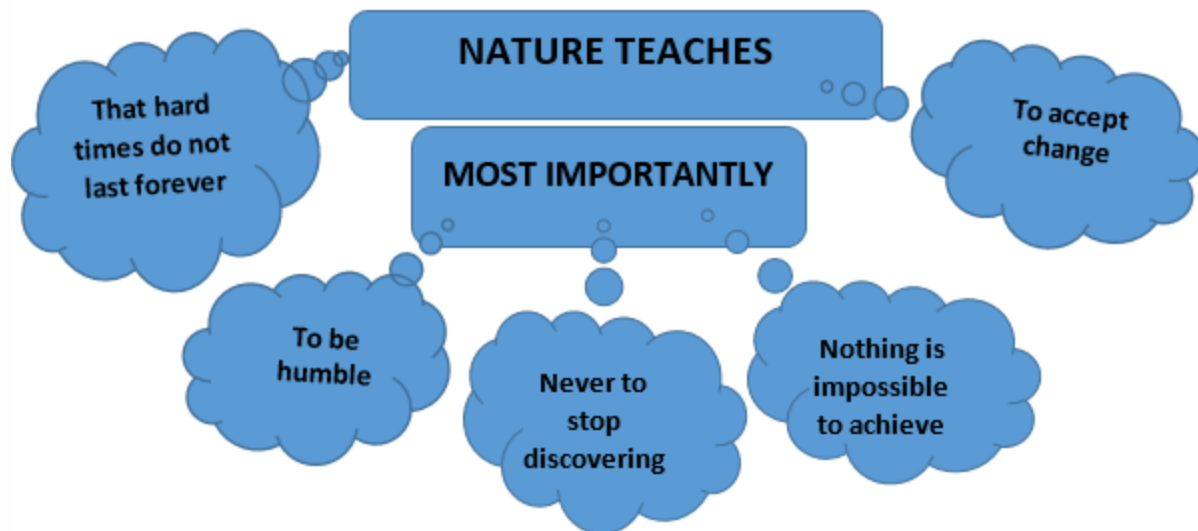 NATURE TEACHES
That hard
times do not
last forever
To accept
change
MOST IMPORTANTLY
To be
humble
Never to
stop
discovering
Nothing is
impossible
to achieve